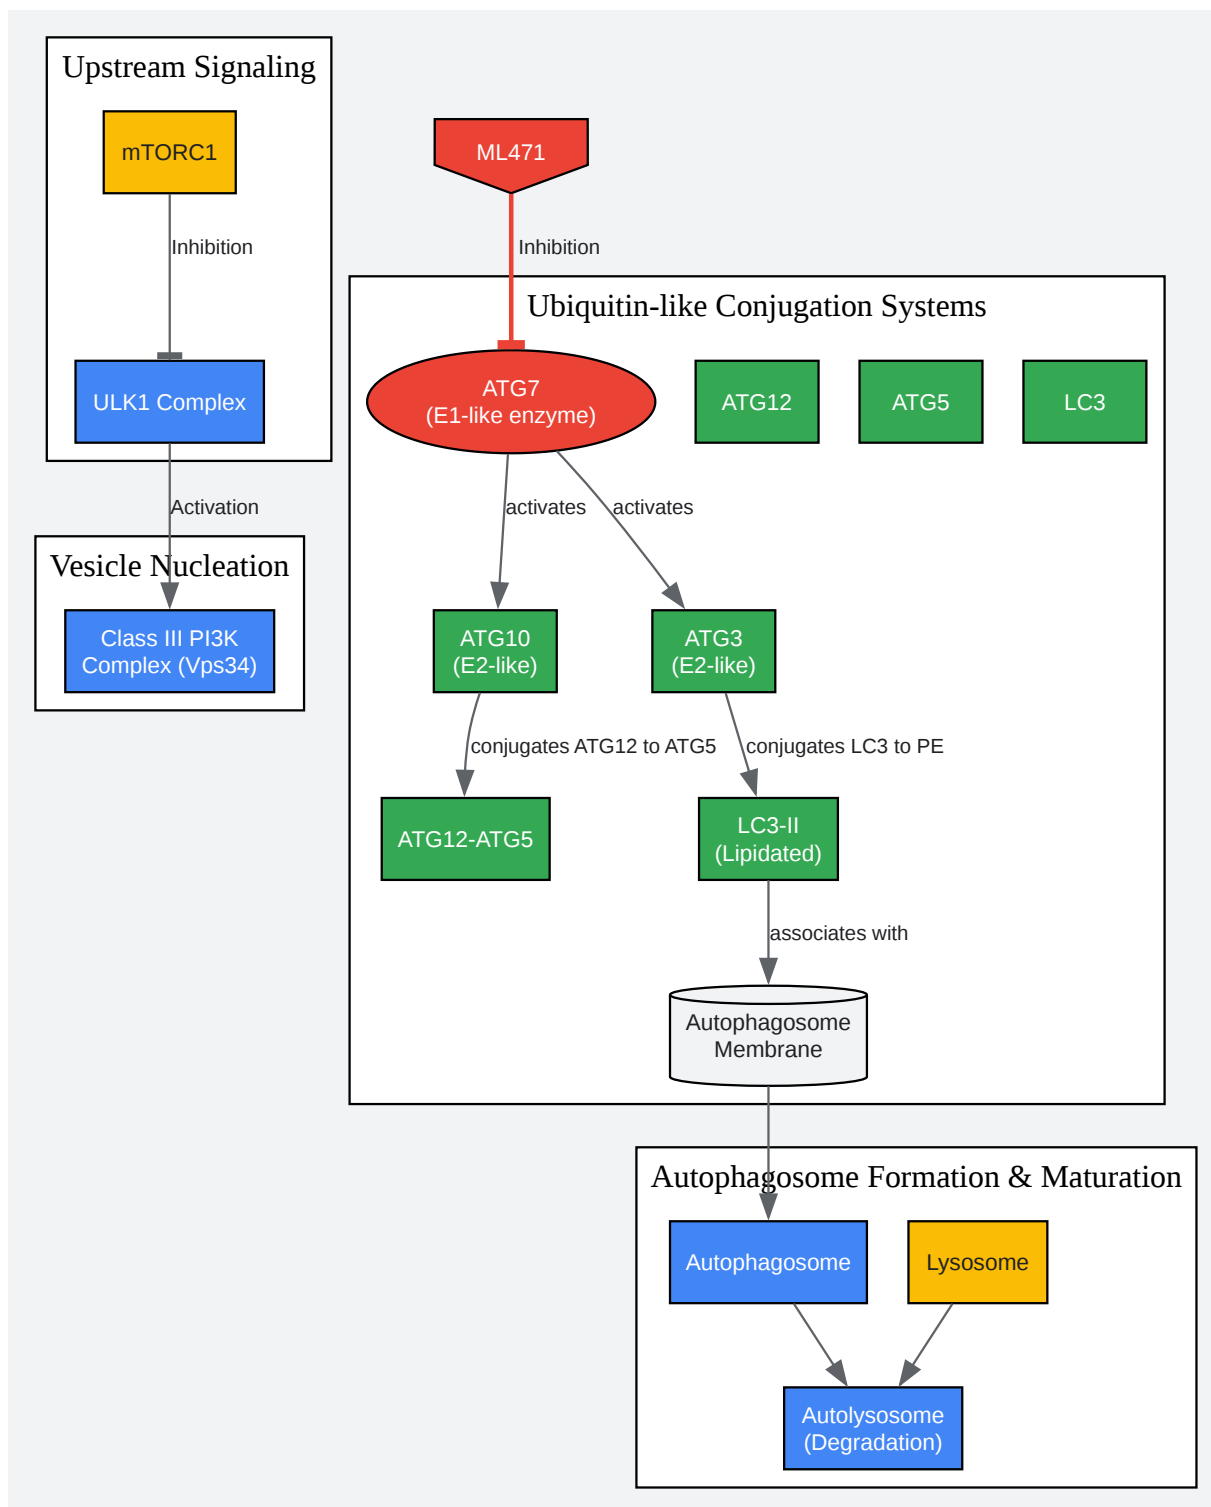 Upstream Signaling
mTORC1
ML471
Inhibition
Inhibition
Ubiquitin-like Conjugation Systems
ULK1 Complex
ATG7
(E1-like enzyme)
ATG12
ATG5
LC3
Activation
activates
activates
Vesicle Nucleation
Class III PI3K
Complex (Vps34)
ATG10
(E2-like)
ATG3
(E2-like)
conjugates ATG12 to ATG5
conjugates LC3 to PE
ATG12-ATG5
LC3-II
(Lipidated)
associates with
Autophagosome
Membrane
Autophagosome Formation & Maturation
Autophagosome
Lysosome
Autolysosome
(Degradation)